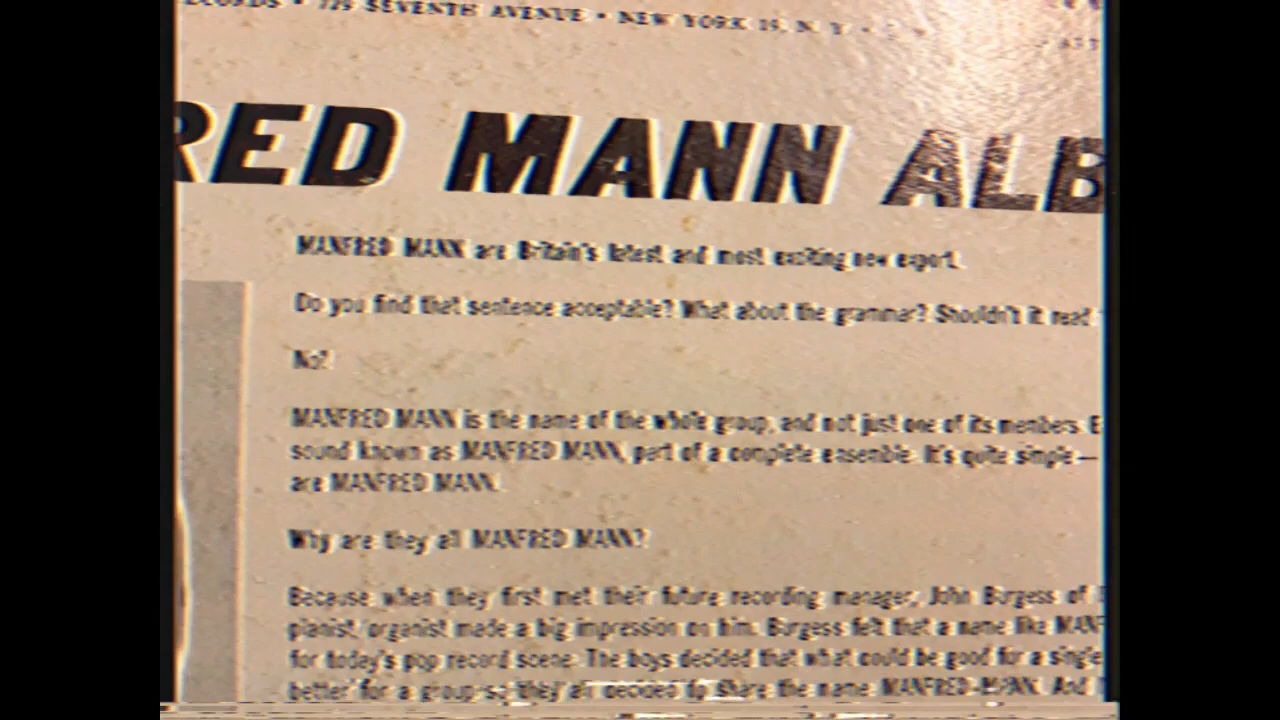 729 SEVENTH AVENUE • NEW YORK 19, N. Y.
RED MANN ALB
MANFRED MANN are Britain's latest and most exciting new export.
Do you find that sentence acceptable? What about the grammar? Shouldn't it read
No?
MANFRED MANN is the name of the whole group, and not just one of its members. E
sound known as MANFRED MANN, part of a complete ensemble. It's quite simple—
are MANFRED MANN.
Why are they all MANFRED MANN?
Because when they first met their future recording manager, John Burgess of
pianist/organist made a big impression on him. Burgess felt that a name like MANF
for today's pop record scene. The boys decided that what could be good for a single
better for a group so they all decided to share the name MANFRED MANN. And